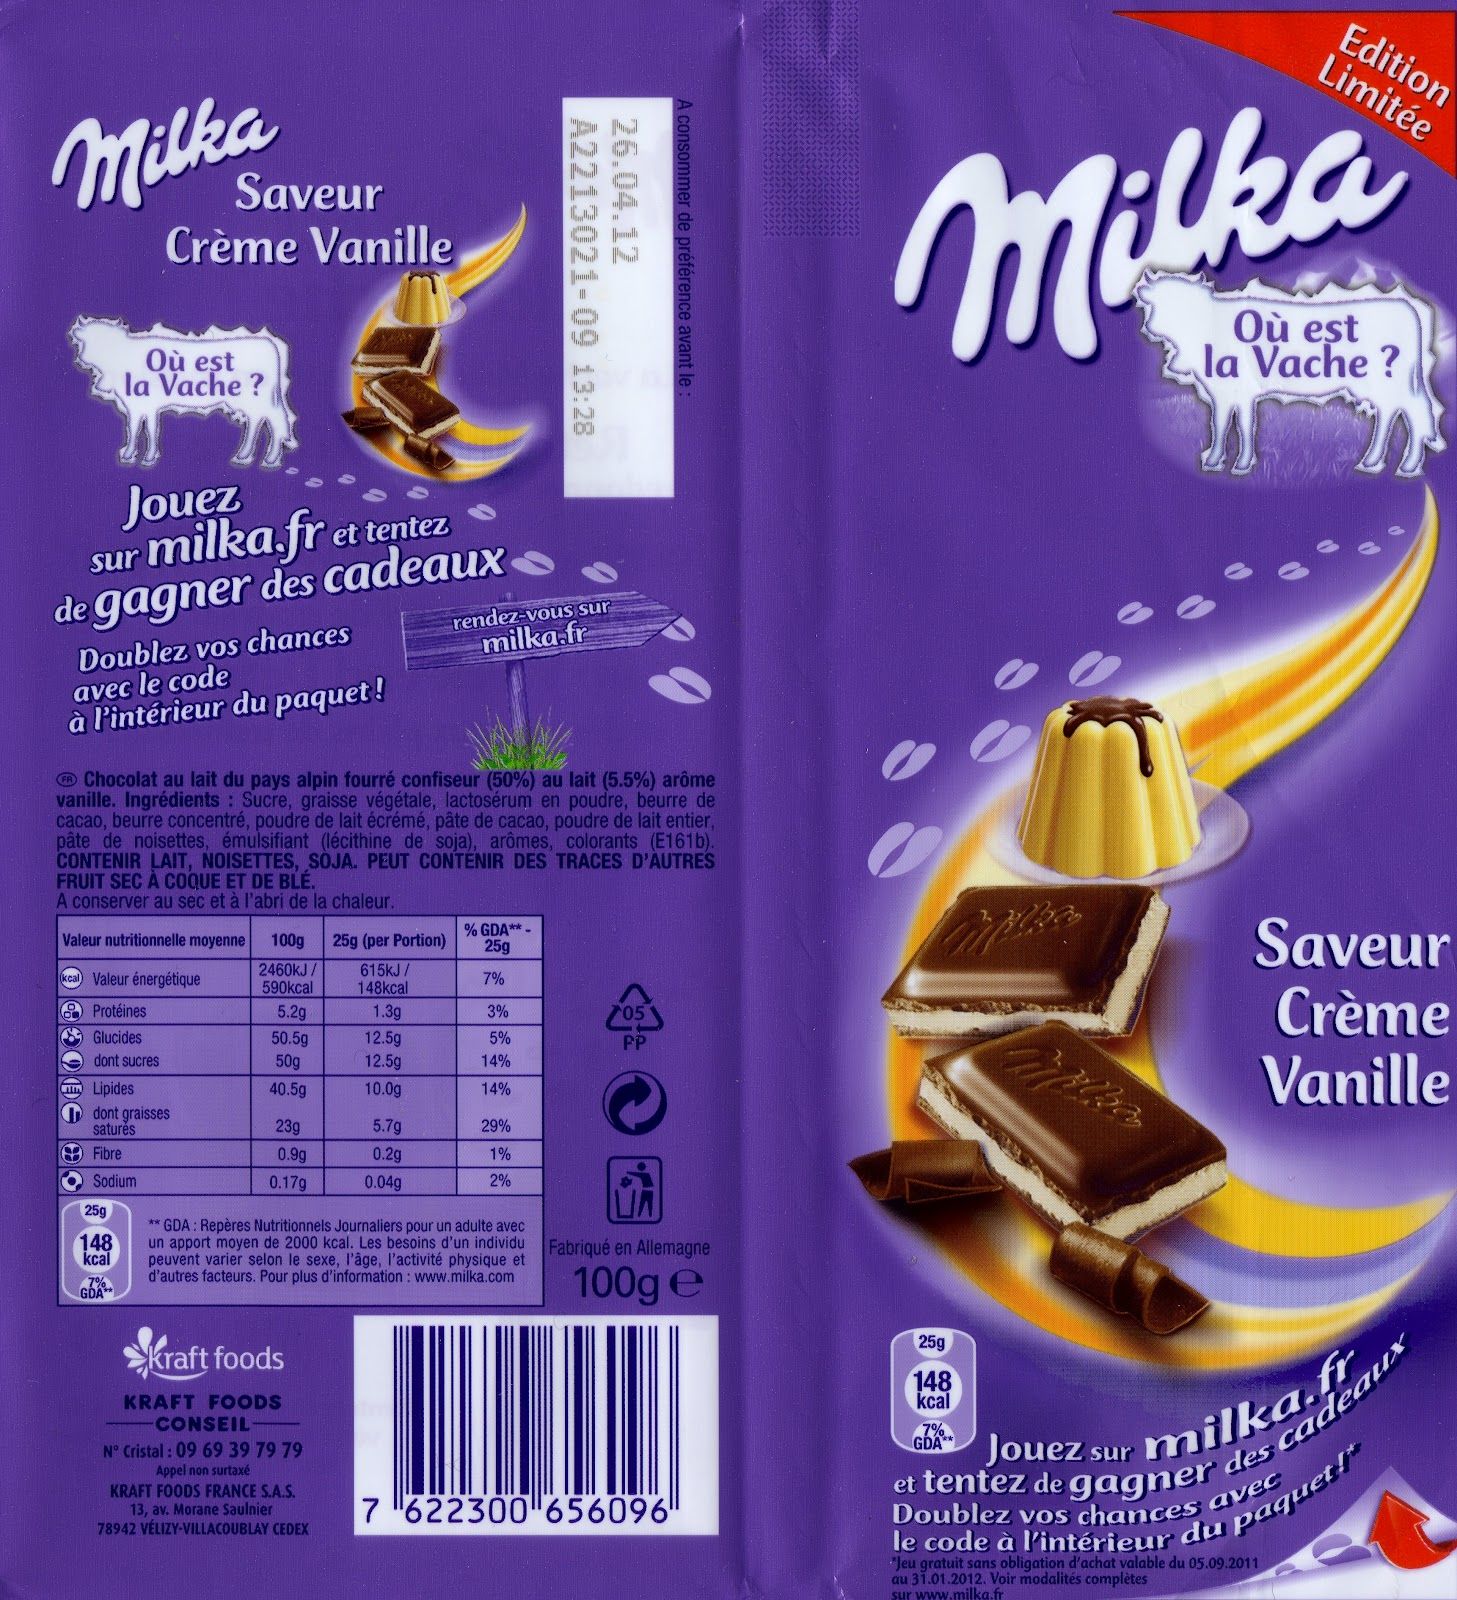 Milka
Saveur
Crème Vanille
Où est
la Vache ?
Jouez
sur milka.fr et tentez
de gagner des cadeaux
Doublez vos chances
avec le code
à l'intérieur du paquet !
rendez-vous sur
milka.fr
A consommer de préférence avant le :
26.04.12
A2213021-09 13:28
FR Chocolat au lait du pays alpin fourré confiseur (50%) au lait (5.5%) arôme
vanille. Ingrédients : Sucre, graisse végétale, lactosérum en poudre, beurre de
cacao, beurre concentré, poudre de lait écrémé, pâte de cacao, poudre de lait entier,
pâte de noisettes, émulsifiant (lécithine de soja), arômes, colorants (E161b).
CONTENIR LAIT, NOISETTES, SOJA. PEUT CONTENIR DES TRACES D'AUTRES
FRUIT SEC À COQUE ET DE BLÉ.
A conserver au sec et à l'abri de la chaleur.
Valeur nutritionnelle moyenne 100g 25g (per Portion) % GDA** -
25g
kcal Valeur énergétique 2460kJ / 615kJ / 7%
590kcal 148kcal
Protéines 5.2g 1.3g 3%
Glucides 50.5g 12.5g 5%
dont sucres 50g 12.5g 14%
Lipides 40.5g 10.0g 14%
dont graisses
saturés 23g 5.7g 29%
Fibre 0.9g 0.2g 1%
Sodium 0.17g 0.04g 2%
25g
148
kcal
7%
GDA**
** GDA : Repères Nutritionnels Journaliers pour un adulte avec
un apport moyen de 2000 kcal. Les besoins d'un individu
peuvent varier selon le sexe, l'âge, l'activité physique et
d'autres facteurs. Pour plus d'information : www.milka.com
05
PP
Fabriqué en Allemagne
100g e
kraft foods
KRAFT FOODS
CONSEIL
N° Cristal : 09 69 39 79 79
Appel non surtaxé
KRAFT FOODS FRANCE S.A.S.
13, av. Morane Saulnier
78942 VÉLIZY-VILLACOUBLAY CEDEX
7 622300 656096
Edition
Limitée
Milka
Où est
la Vache ?
Milka
Milka
Saveur
Crème
Vanille
25g
148
kcal
7%
GDA**
Jouez sur milka.fr
et tentez de gagner des cadeaux
Doublez vos chances avec
le code à l'intérieur du paquet!*
*Jeu gratuit sans obligation d'achat valable du 05.09.2011
au 31.01.2012. Voir modalités complètes
sur www.milka.fr